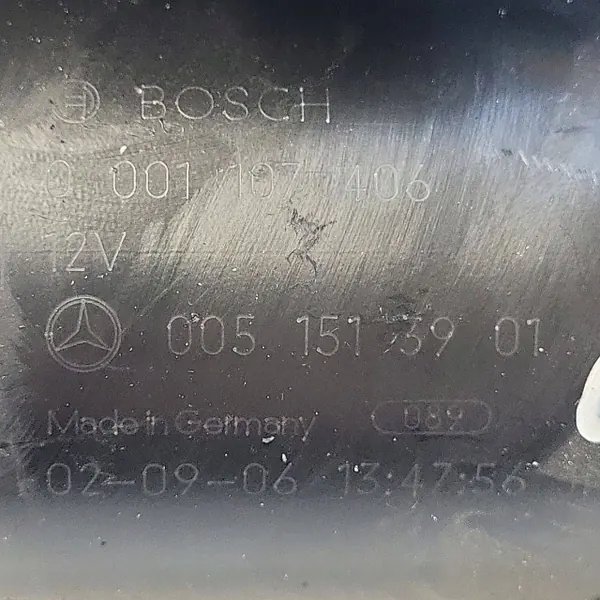 BOSCH
0 001 107 406
12V
005 151 39 01
Made in Germany 089
02-09-06 13:47:56